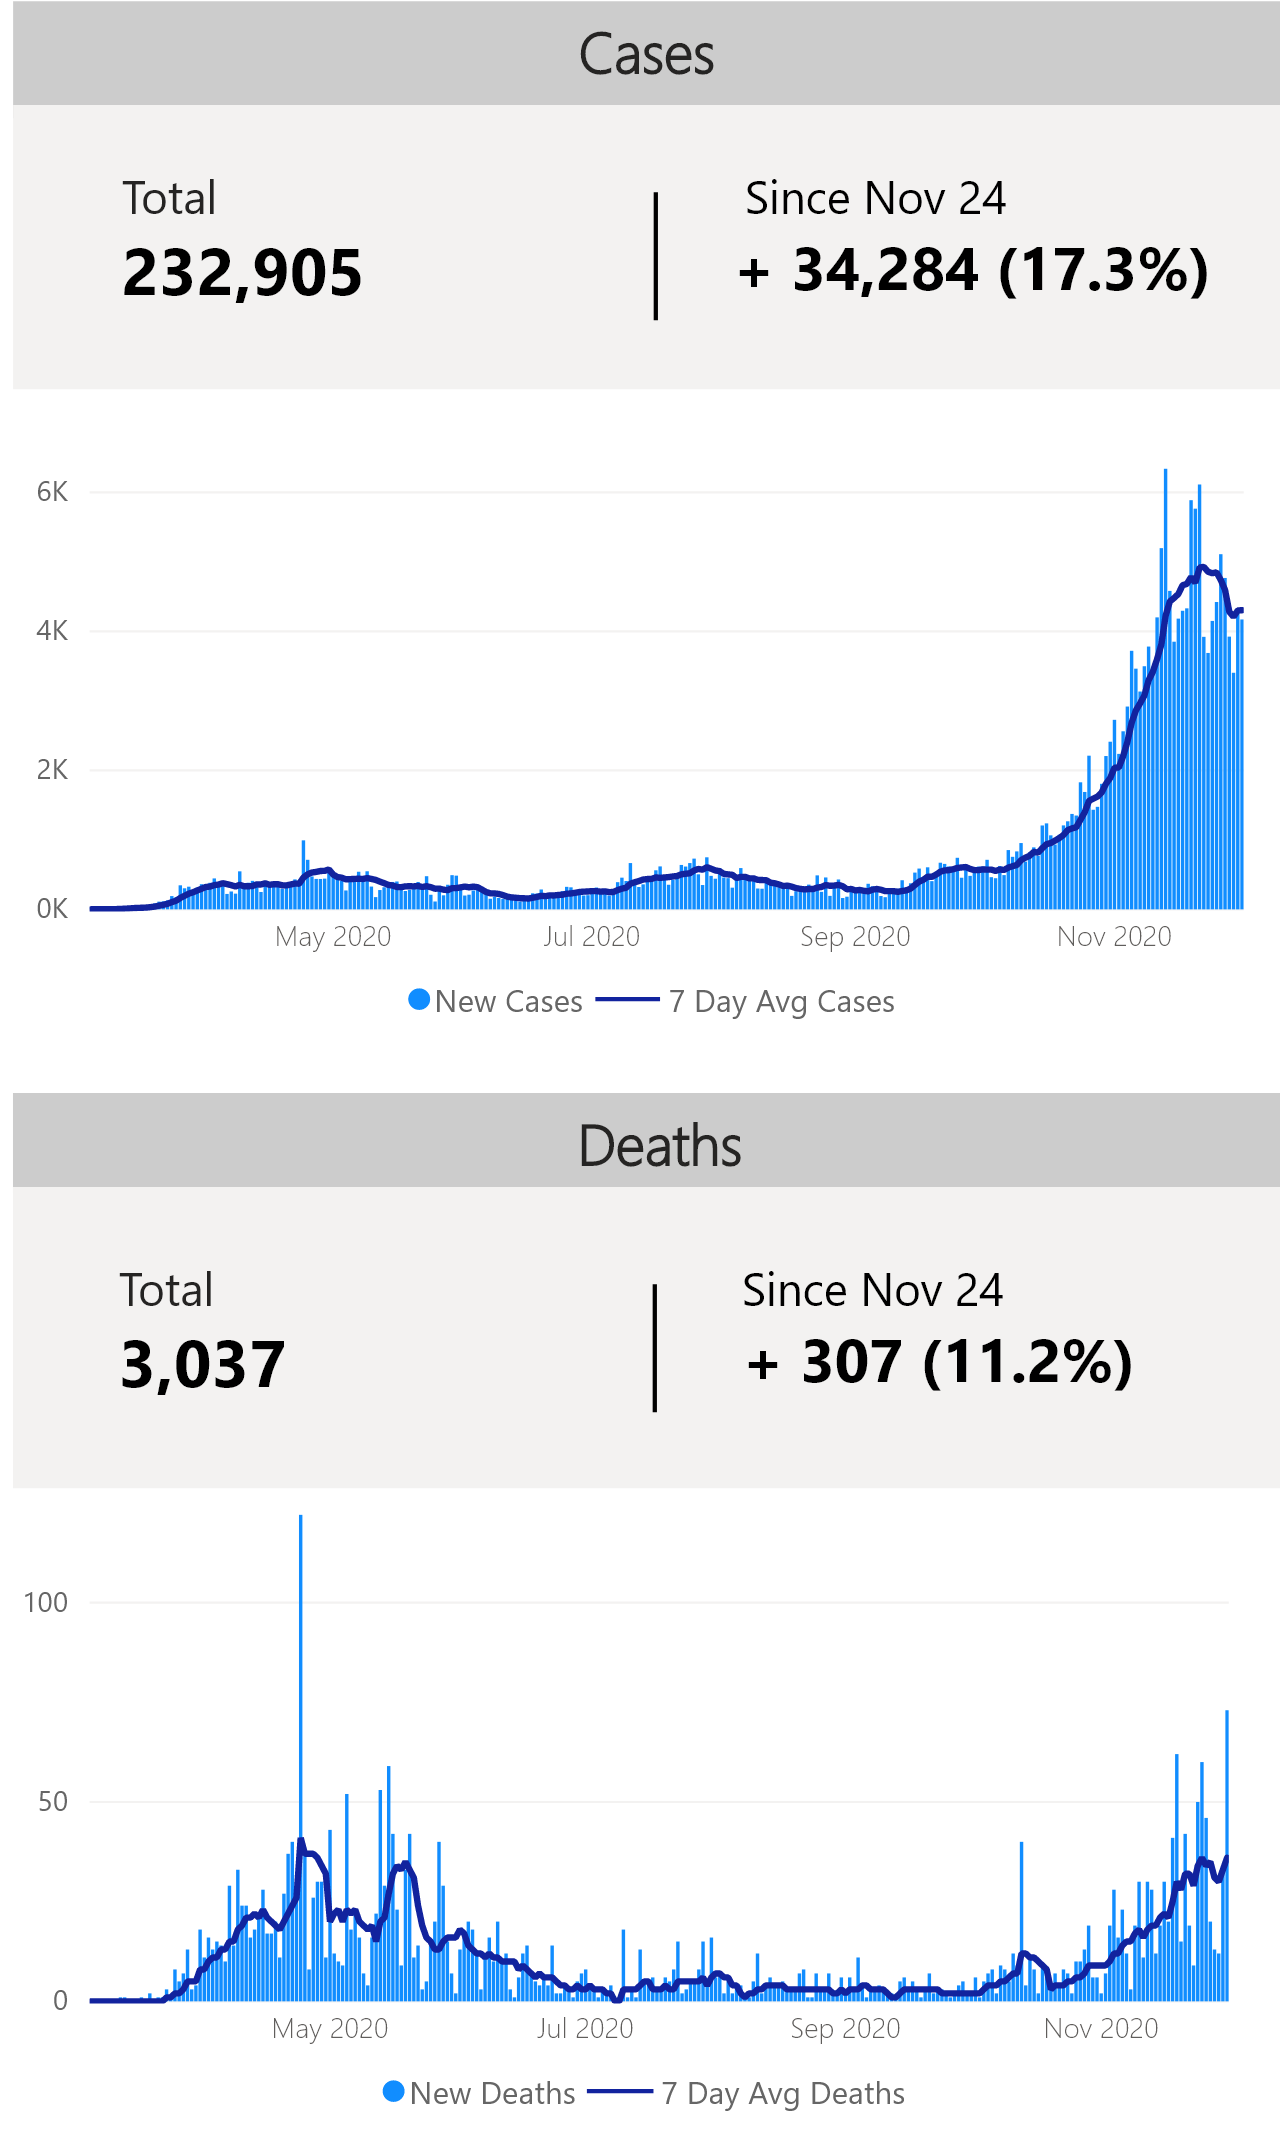 Cases
Total
Since Nov 24
232,905
+ 34,284 (17.3%)
6K
4K
2K
0K
May 2020
Jul 2020
Sep 2020
Nov 2020
New Cases
7 Day Avg Cases
Deaths
Total
Since Nov 24
3,037
+ 307 (11.2%)
100
50
0
May 2020
Jul 2020
Sep 2020
Nov 2020
New Deaths
7 Day Avg Deaths